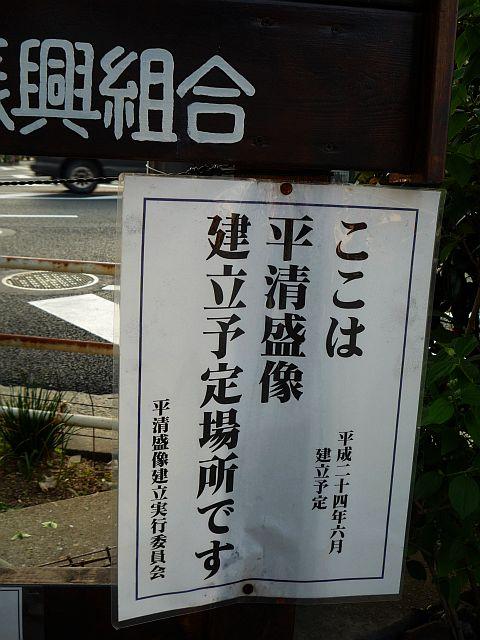 振興組合
ここは
平清盛像
建立予定場所です
平成二十四年六月
建立予定
平清盛像建立実行委員会